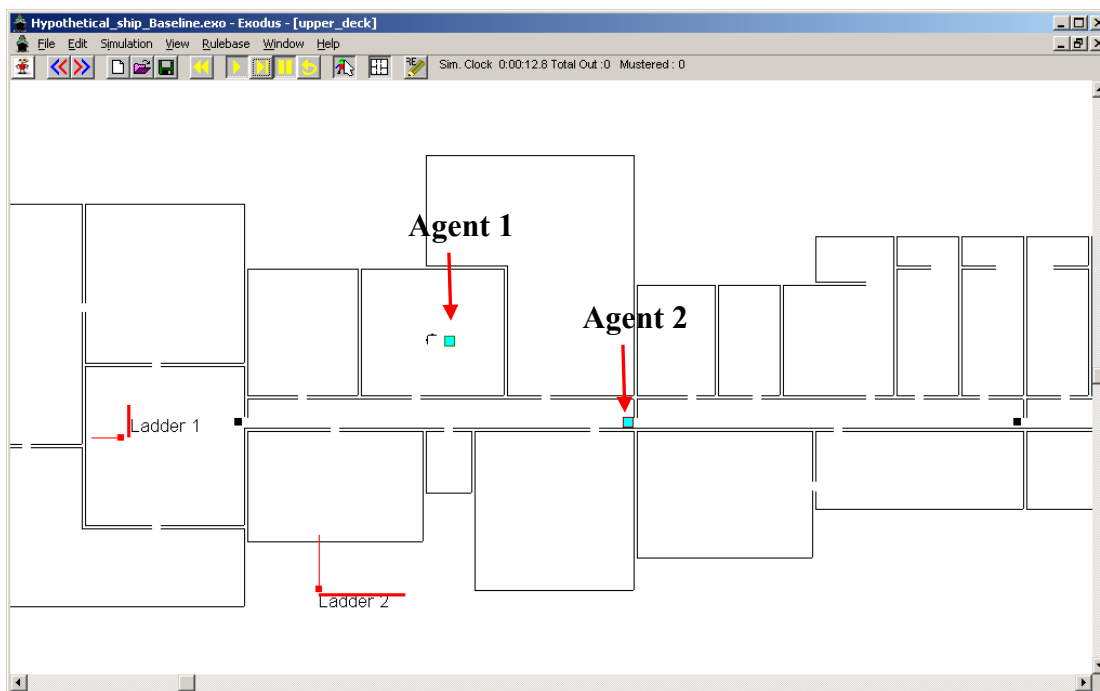 Hypothetical_ship_Baseline.exo - Exodus - [upper_deck]
File Edit Simulation View Rulebase Window Help
Sim. Clock 0:00:12.8 Total Out :0 Mustered : 0
Agent 1
Agent 2
Ladder 1
Ladder 2